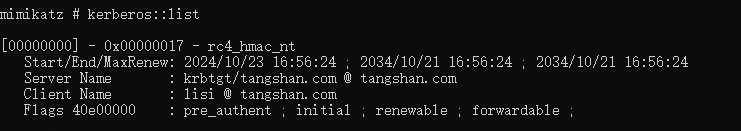 mimikatz # kerberos::list
[00000000] - 0x00000017 - rc4_hmac_nt
Start/End/MaxRenew: 2024/10/23 16:56:24 ; 2034/10/21 16:56:24 ; 2034/10/21 16:56:24
Server Name : krbtgt/tangshan.com @ tangshan.com
Client Name : lisi @ tangshan.com
Flags 40e00000 : pre_authent ; initial ; renewable ; forwardable ;